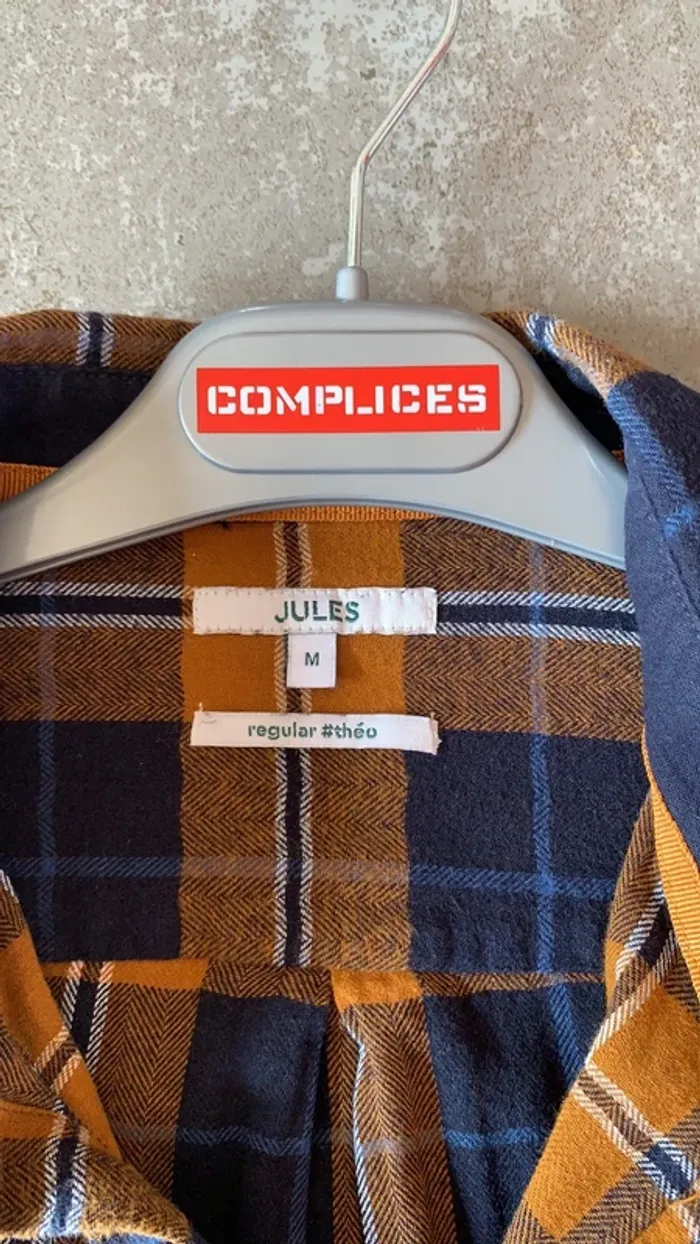 COMPLICES
JULES
M
regular #théo